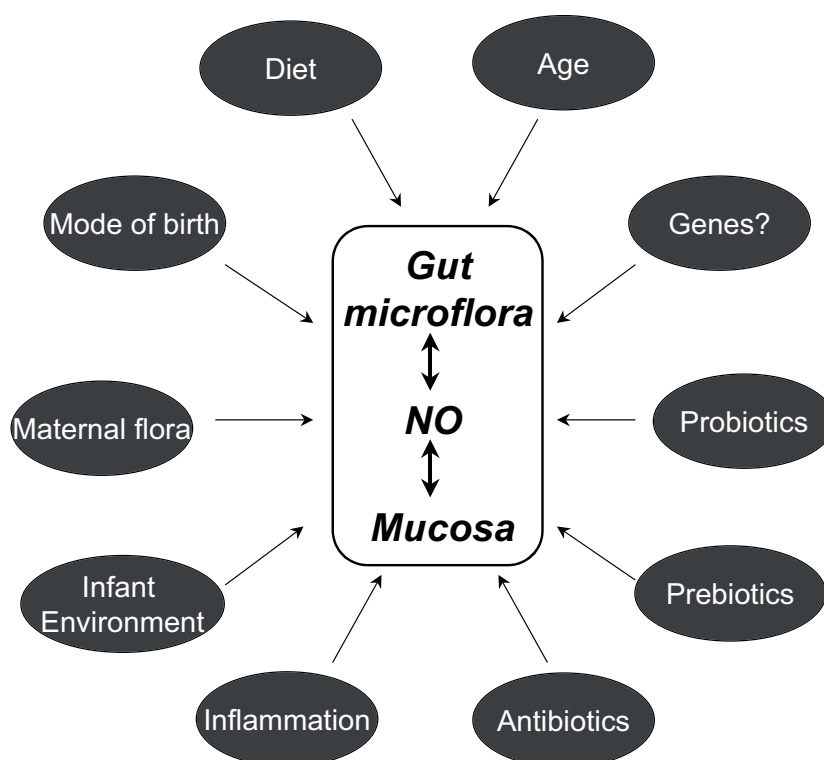 Diet
Age
Mode of birth
Genes?
Gut
microflora
NO
Mucosa
Maternal flora
Probiotics
Infant
Environment
Prebiotics
Inflammation
Antibiotics